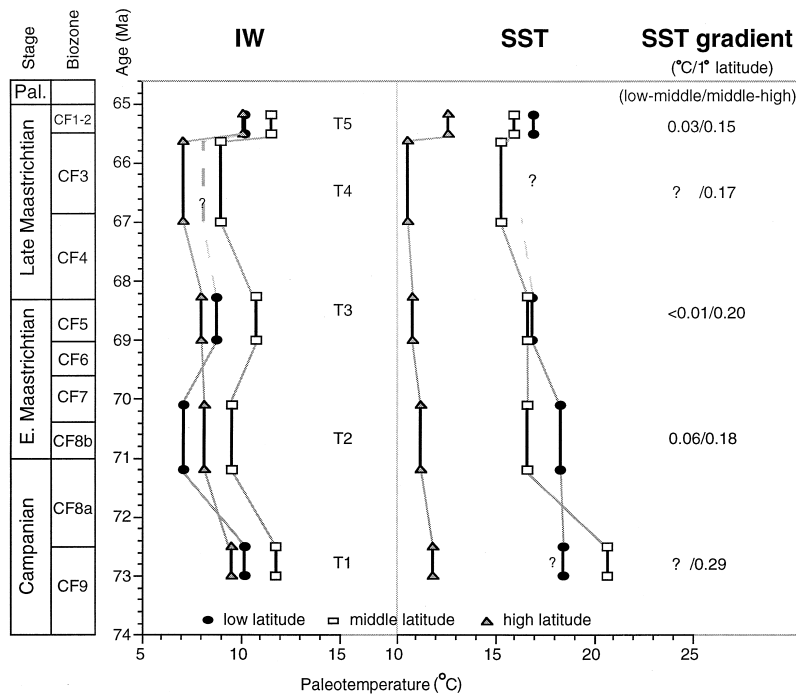 IW SST SST gradient
(°C/1° latitude)
(low-middle/middle-high)
Stage Biozone Age (Ma)
Pal.
Late Maastrichtian
E. Maastrichtian
Campanian
CF1-2
CF3
CF4
CF5
CF6
CF7
CF8b
CF8a
CF9
65
66
67
68
69
70
71
72
73
74
T5 0.03/0.15
? ? T4 ? /0.17
T3 <0.01/0.20
T2 0.06/0.18
T1 ? ? /0.29
low latitude middle latitude high latitude
5 10 15 10 15 20 25
Paleotemperature (°C)